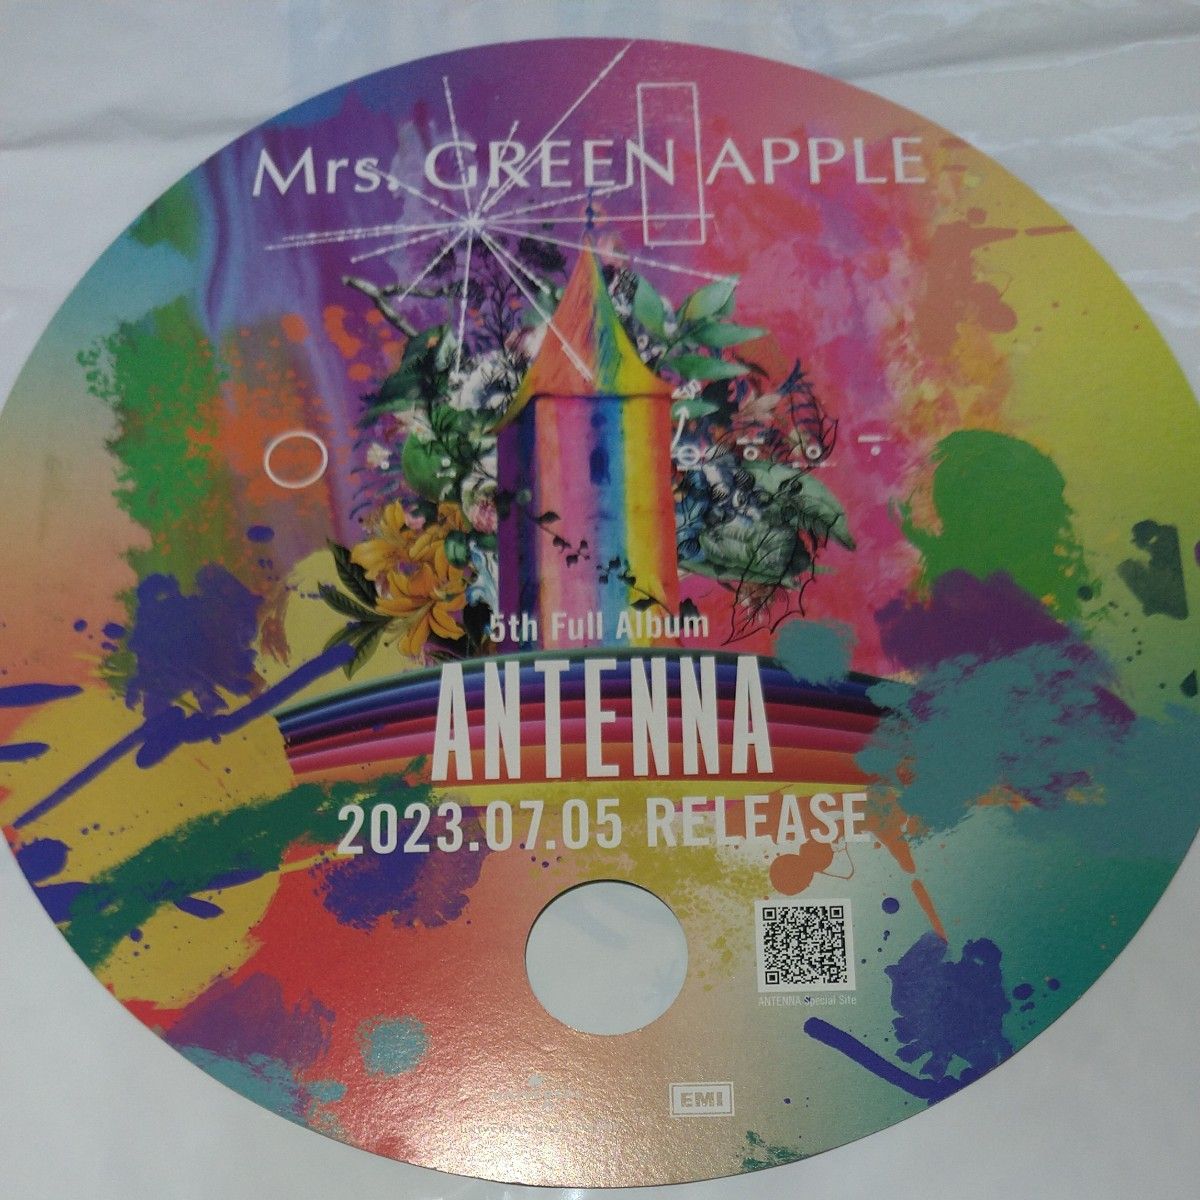 Mrs. GREEN APPLE
5th Full Album
ANTENNA
2023.07.05 RELEASE
ANTENNA Special Site
EMI